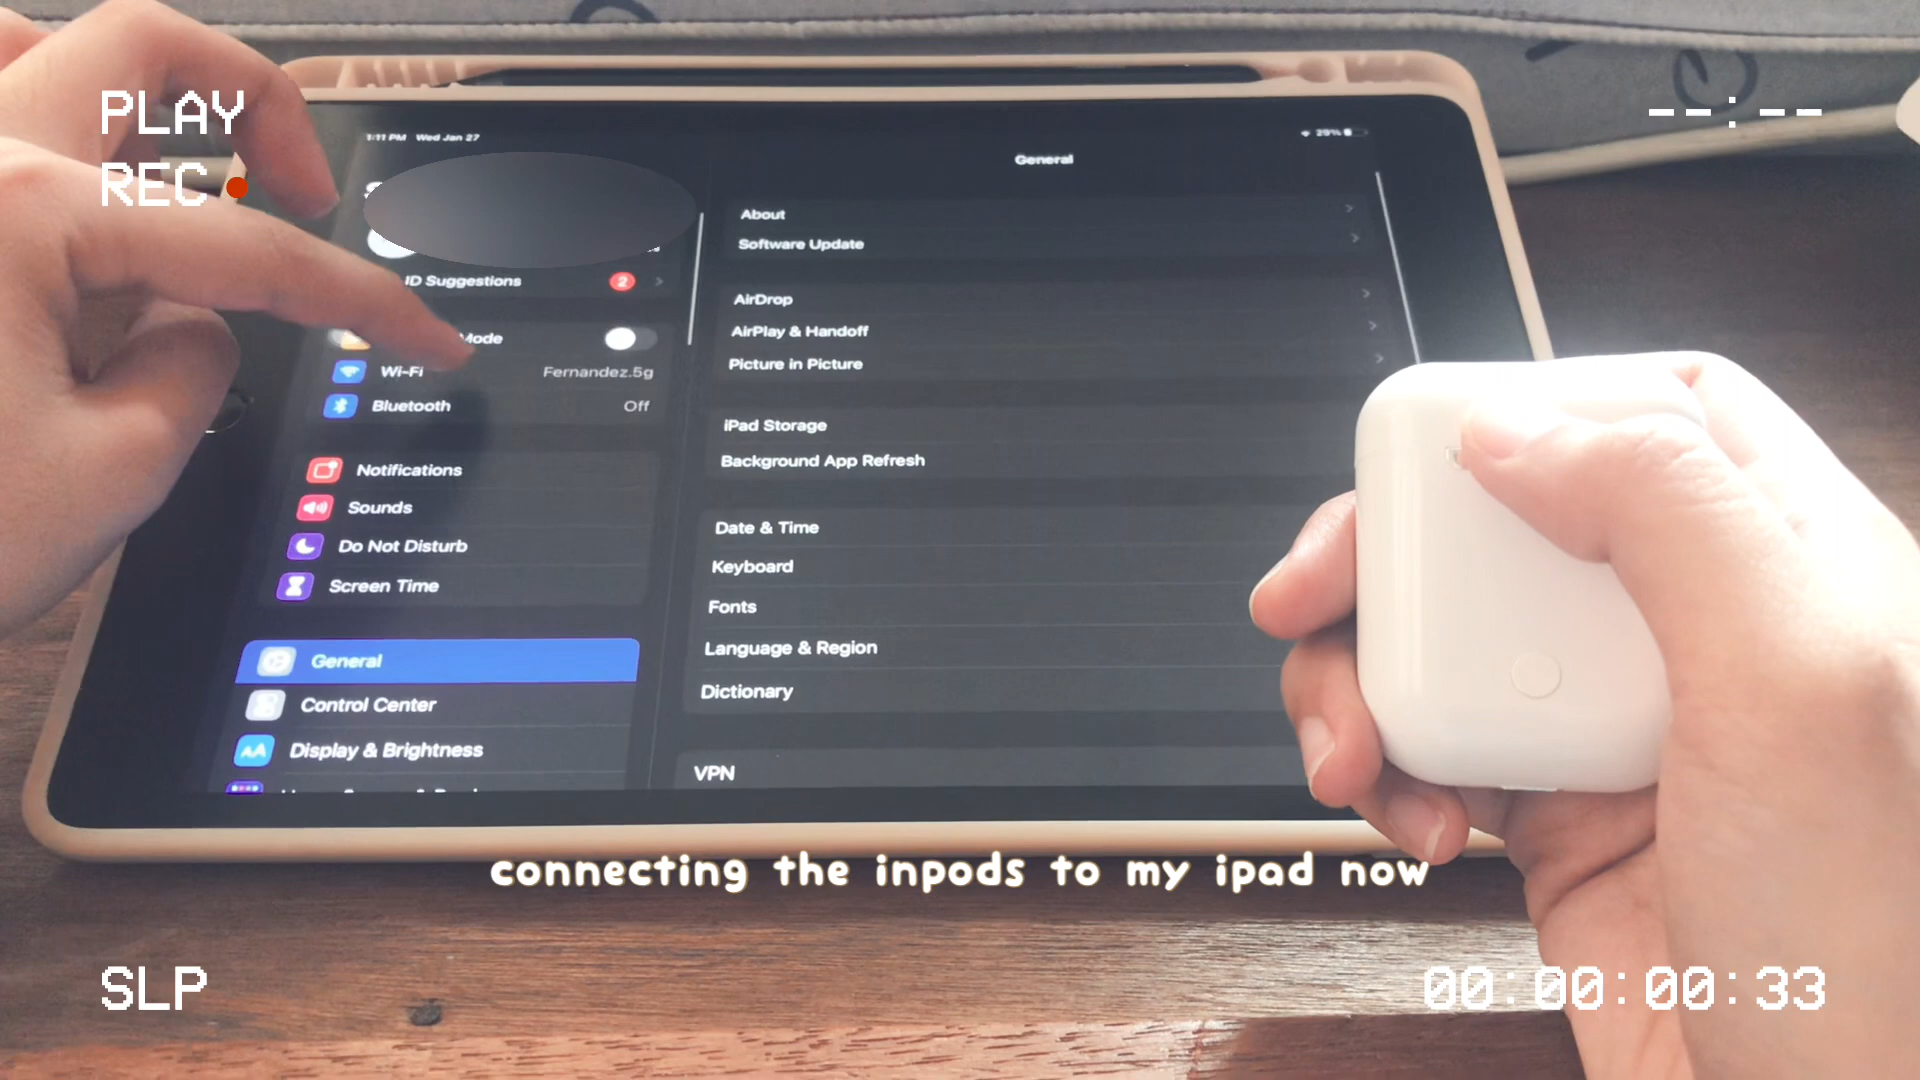 PLAY
REC
--:--
1:11 PM Wed Jan 27
29%
General
ID Suggestions
2
Mode
Wi-Fi
Fernandez.5g
Bluetooth
Off
Notifications
Sounds
Do Not Disturb
Screen Time
General
Control Center
AA
Display & Brightness
About
Software Update
AirDrop
AirPlay & Handoff
Picture in Picture
iPad Storage
Background App Refresh
Date & Time
Keyboard
Fonts
Language & Region
Dictionary
VPN
connecting the inpods to my ipad now
SLP
00:00:00:33